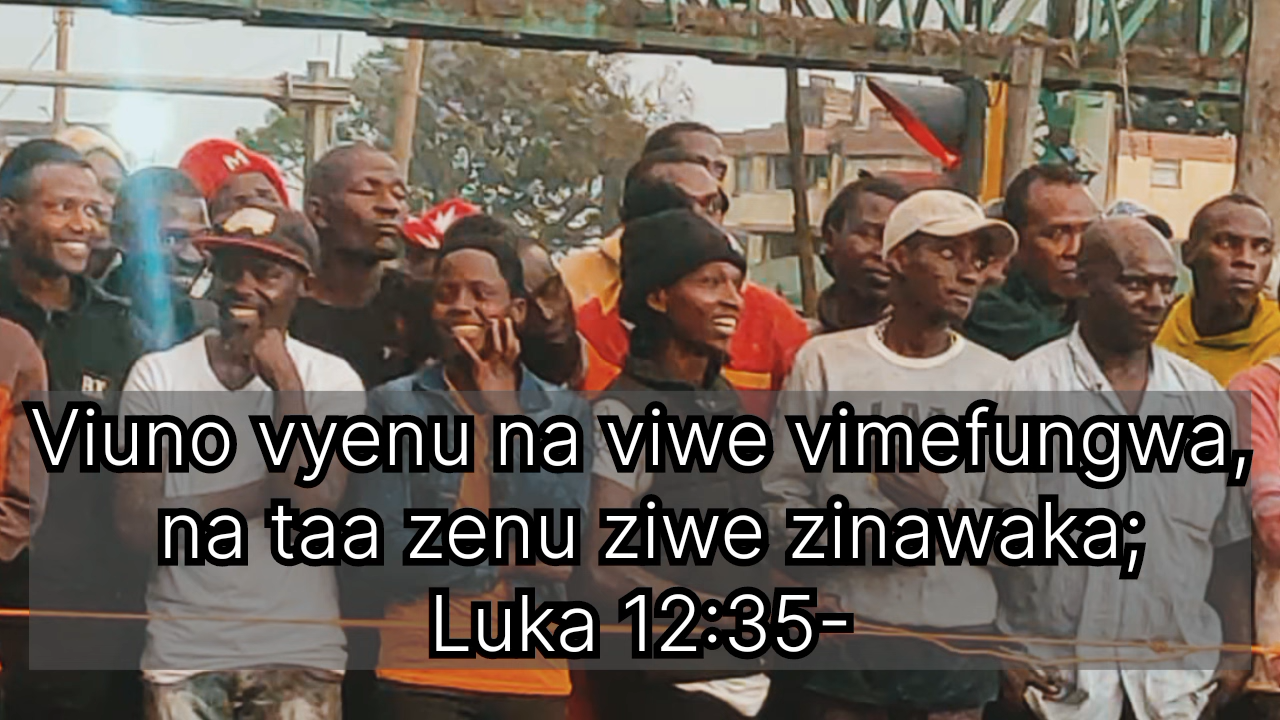 Viuno vyenu na viwe vimefungwa,
na taa zenu ziwe zinawaka;
Luka 12:35-
M